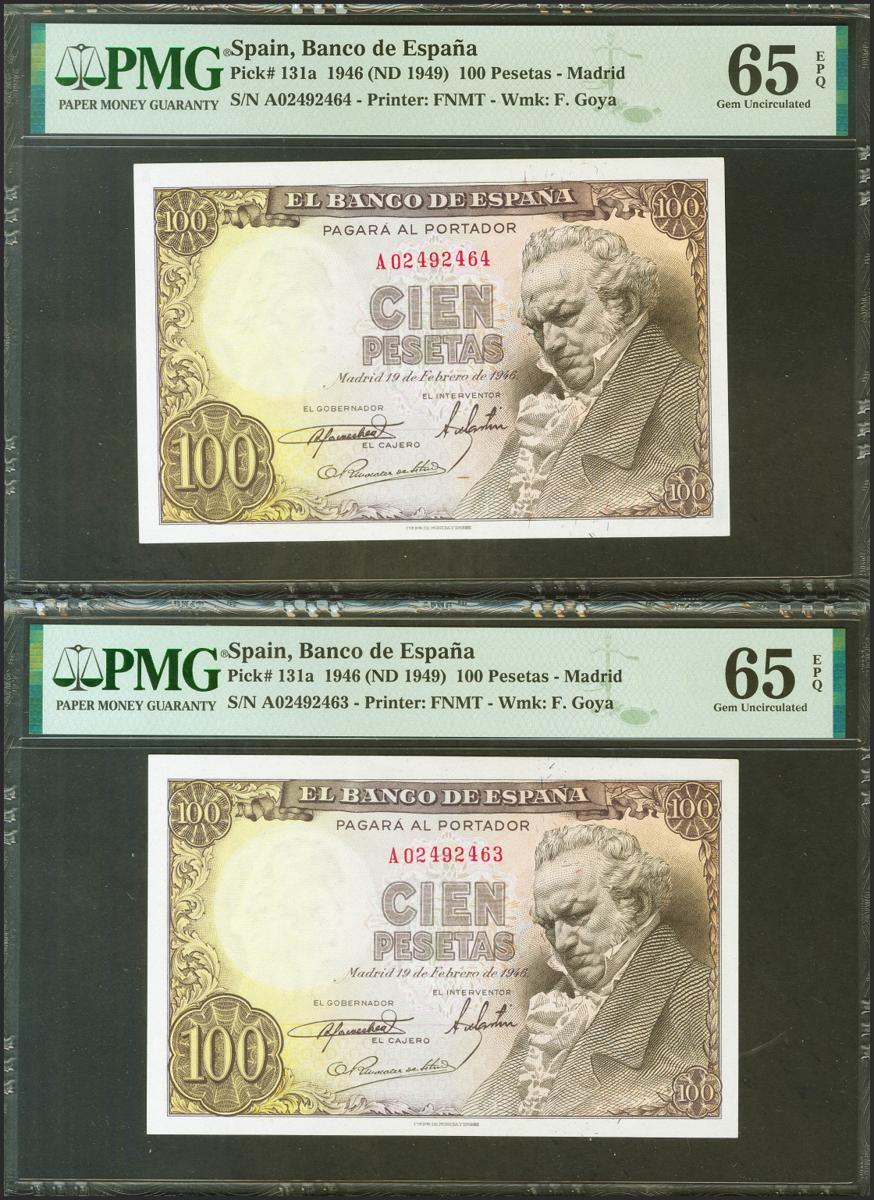 PMG®
PAPER MONEY GUARANTY
Spain, Banco de España
Pick# 131a 1946 (ND 1949) 100 Pesetas - Madrid
S/N A02492464 - Printer: FNMT - Wmk: F. Goya
65 EPQ
Gem Uncirculated
100
EL BANCO DE ESPAÑA
100
PAGARÁ AL PORTADOR
A02492464
CIEN
PESETAS
Madrid 19 de Febrero de 1946.
EL INTERVENTOR
EL GOBERNADOR
EL CAJERO
100
100
PMG®
PAPER MONEY GUARANTY
Spain, Banco de España
Pick# 131a 1946 (ND 1949) 100 Pesetas - Madrid
S/N A02492463 - Printer: FNMT - Wmk: F. Goya
65 EPQ
Gem Uncirculated
100
EL BANCO DE ESPAÑA
100
PAGARÁ AL PORTADOR
A02492463
CIEN
PESETAS
Madrid 19 de Febrero de 1946.
EL INTERVENTOR
EL GOBERNADOR
EL CAJERO
100
100